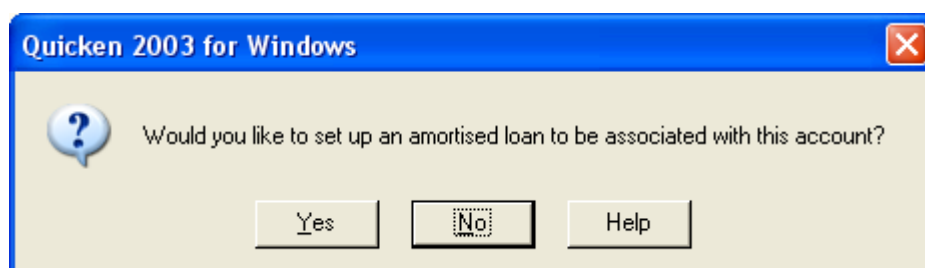 Quicken 2003 for Windows
Would you like to set up an amortised loan to be associated with this account?
Yes No Help